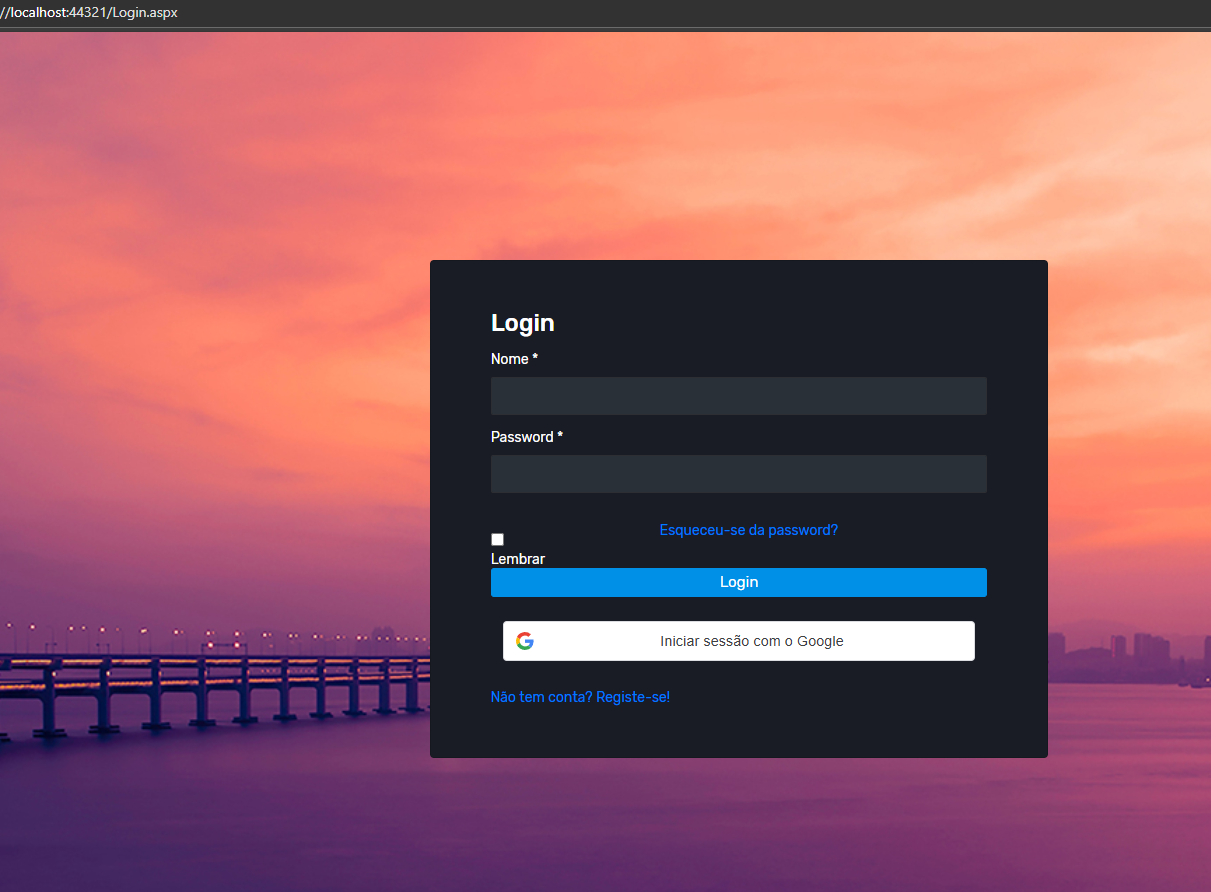 //localhost:44321/Login.aspx
Login
Nome *
Password *
Esqueceu-se da password?
Lembrar
Login
Iniciar sessão com o Google
Não tem conta? Registe-se!